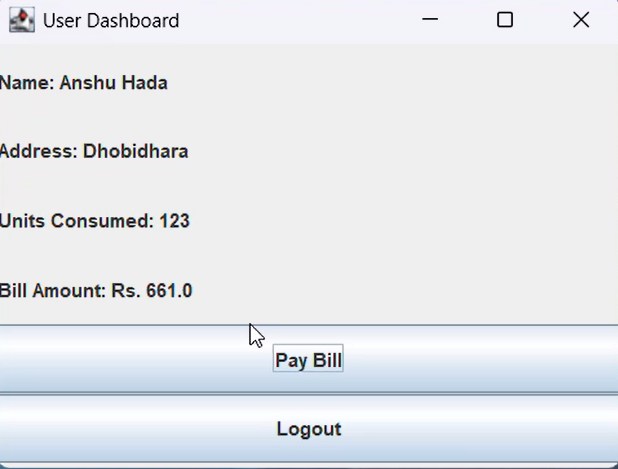 User Dashboard
Name: Anshu Hada
Address: Dhobidhara
Units Consumed: 123
Bill Amount: Rs. 661.0
Pay Bill
Logout